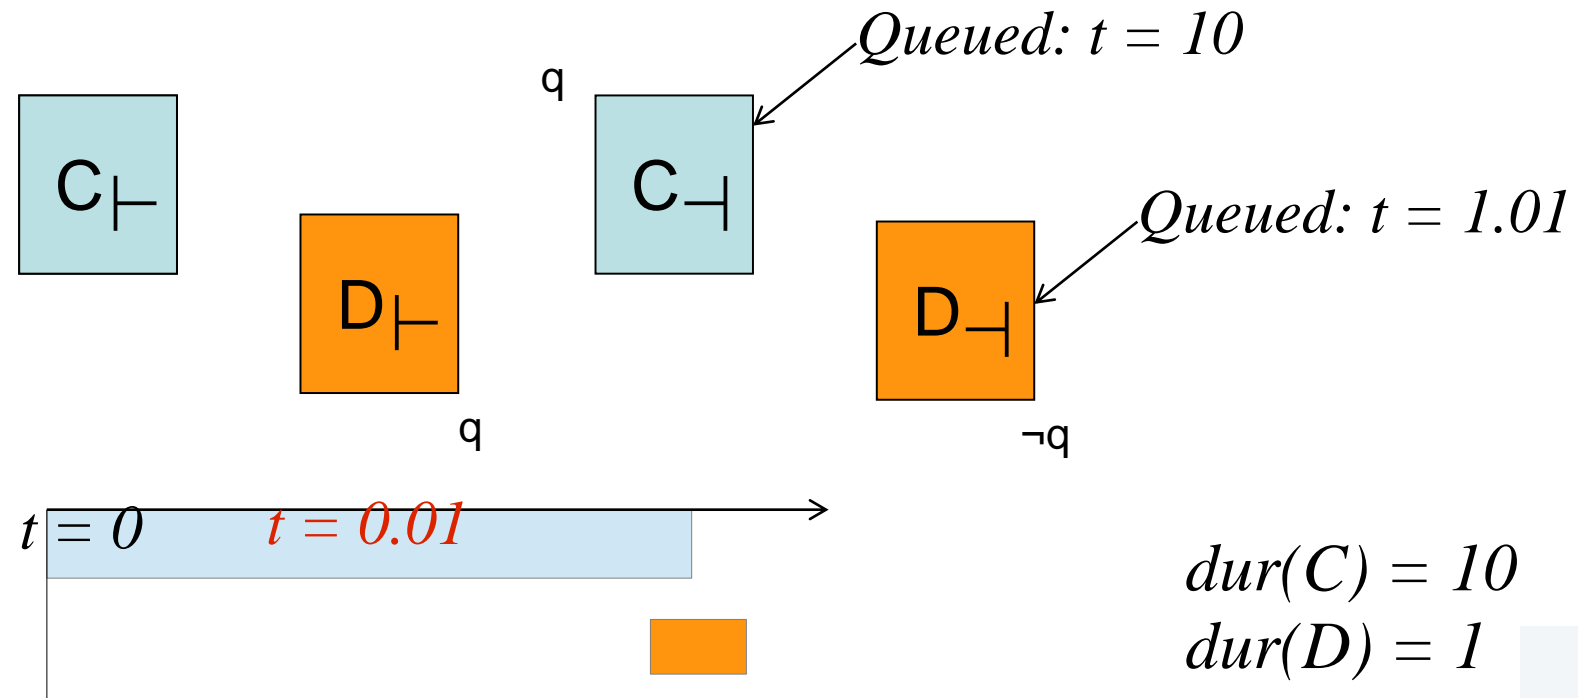 Queued: t = 10
q
C⊢
C⊣
Queued: t = 1.01
D⊢
D⊣
q
¬q
t = 0
t = 0.01
dur(C) = 10
dur(D) = 1